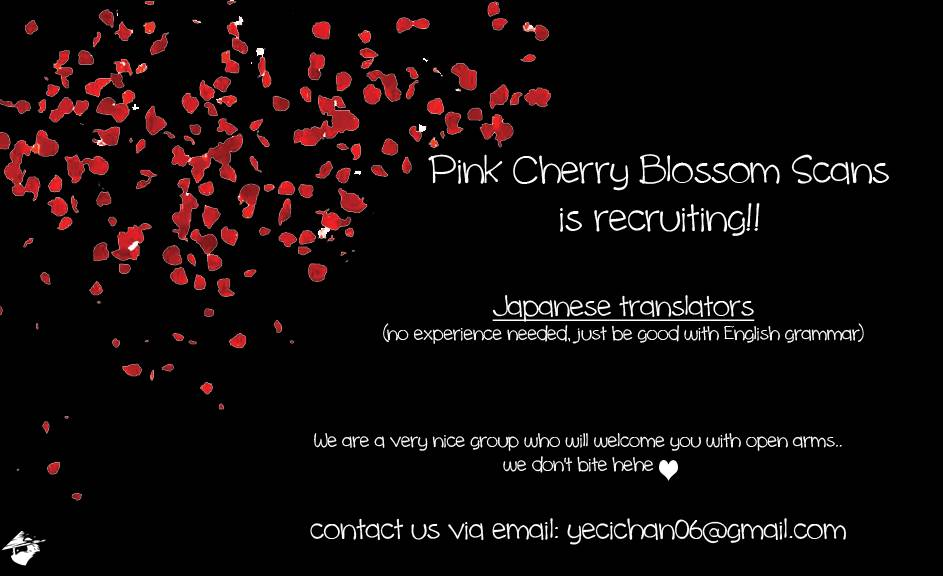 Pink Cherry Blossom Scans
is recruiting!!
Japanese translators
(no experience needed, just be good with English grammar)
We are a very nice group who will welcome you with open arms..
we don't bite hehe ♥
contact us via email: yecichan06@gmail.com